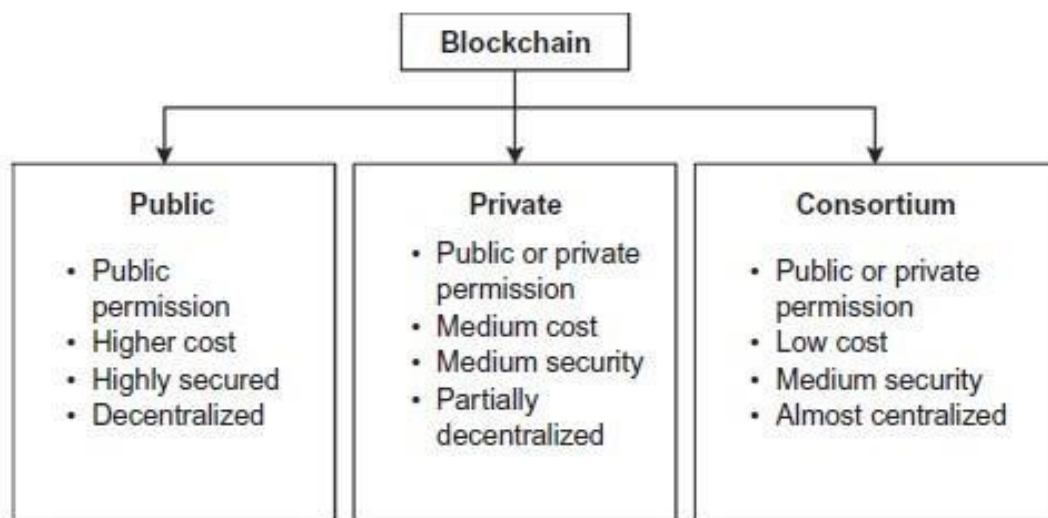 Blockchain
Public
• Public
permission
• Higher cost
• Highly secured
• Decentralized
Private
• Public or private
permission
• Medium cost
• Medium security
• Partially
decentralized
Consortium
• Public or private
permission
• Low cost
• Medium security
• Almost centralized